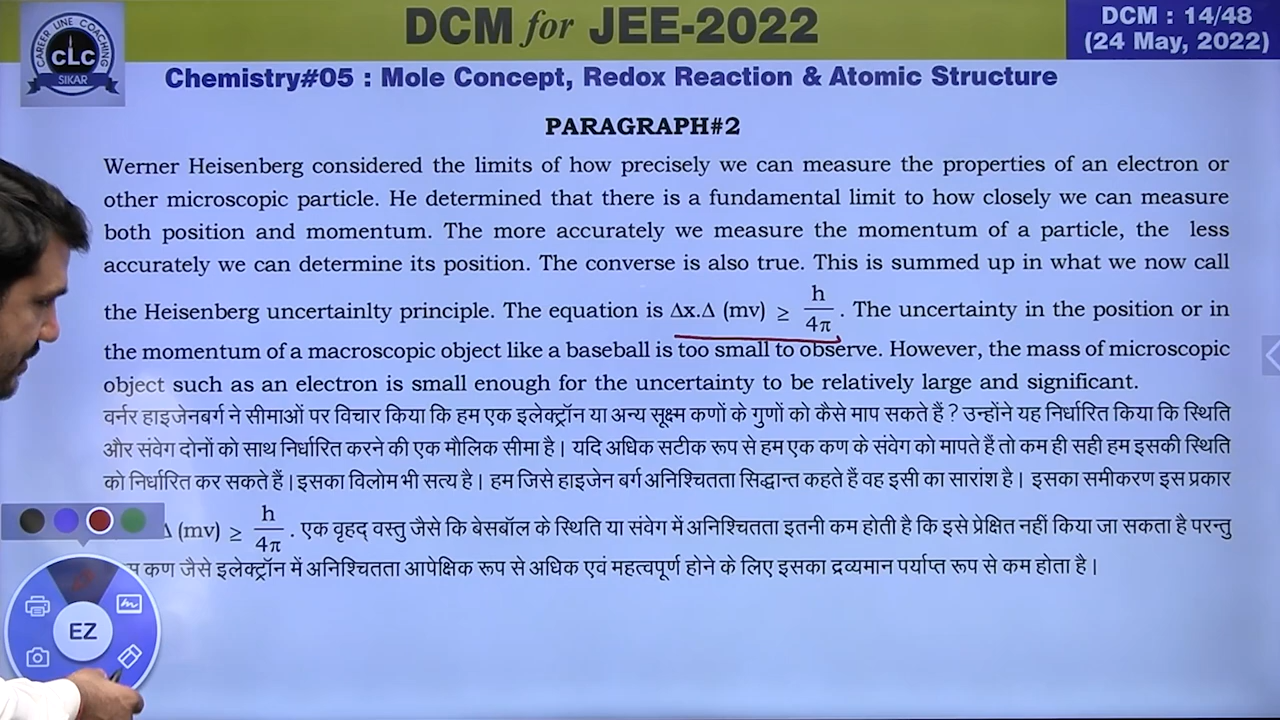 CAREER LINE COACHING
CLC
SIKAR
DCM for JEE-2022
DCM : 14/48
(24 May, 2022)
Chemistry#05 : Mole Concept, Redox Reaction & Atomic Structure
PARAGRAPH#2
Werner Heisenberg considered the limits of how precisely we can measure the properties of an electron or
other microscopic particle. He determined that there is a fundamental limit to how closely we can measure
both position and momentum. The more accurately we measure the momentum of a particle, the less
accurately we can determine its position. The converse is also true. This is summed up in what we now call
the Heisenberg uncertainlty principle. The equation is Δx.Δ (mv) ≥ h/4π . The uncertainty in the position or in
the momentum of a macroscopic object like a baseball is too small to observe. However, the mass of microscopic
object such as an electron is small enough for the uncertainty to be relatively large and significant.
वर्नर हाइजेनबर्ग ने सीमाओं पर विचार किया कि हम एक इलेक्ट्रॉन या अन्य सूक्ष्म कणों के गुणों को कैसे माप सकते हैं ? उन्होंने यह निर्धारित किया कि स्थिति
और संवेग दोनों को साथ निर्धारित करने की एक मौलिक सीमा है। यदि अधिक सटीक रूप से हम एक कण के संवेग को मापते हैं तो कम ही सही हम इसकी स्थिति
को निर्धारित कर सकते हैं। इसका विलोम भी सत्य है। हम जिसे हाइजेन बर्ग अनिश्चितता सिद्धान्त कहते हैं वह इसी का सारांश है। इसका समीकरण इस प्रकार
Δ (mv) ≥ h/4π . एक वृहद् वस्तु जैसे कि बेसबॉल के स्थिति या संवेग में अनिश्चितता इतनी कम होती है कि इसे प्रेक्षित नहीं किया जा सकता है परन्तु
कण जैसे इलेक्ट्रॉन में अनिश्चितता आपेक्षिक रूप से अधिक एवं महत्वपूर्ण होने के लिए इसका द्रव्यमान पर्याप्त रूप से कम होता है।
EZ